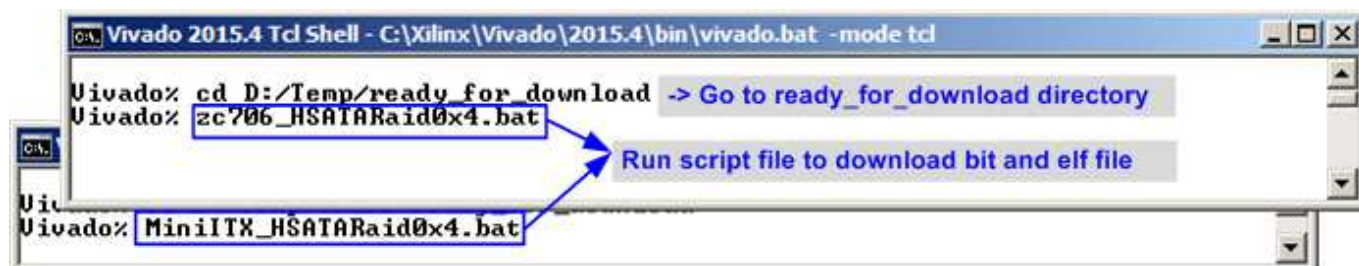 Vivado 2015.4 Tcl Shell - C:\Xilinx\Vivado\2015.4\bin\vivado.bat -mode tcl
Vivado% cd D:/Temp/ready_for_download -> Go to ready_for_download directory
Vivado% zc706_HSATARaid0x4.bat
Run script file to download bit and elf file
Vivado% MiniITX_HSATARaid0x4.bat